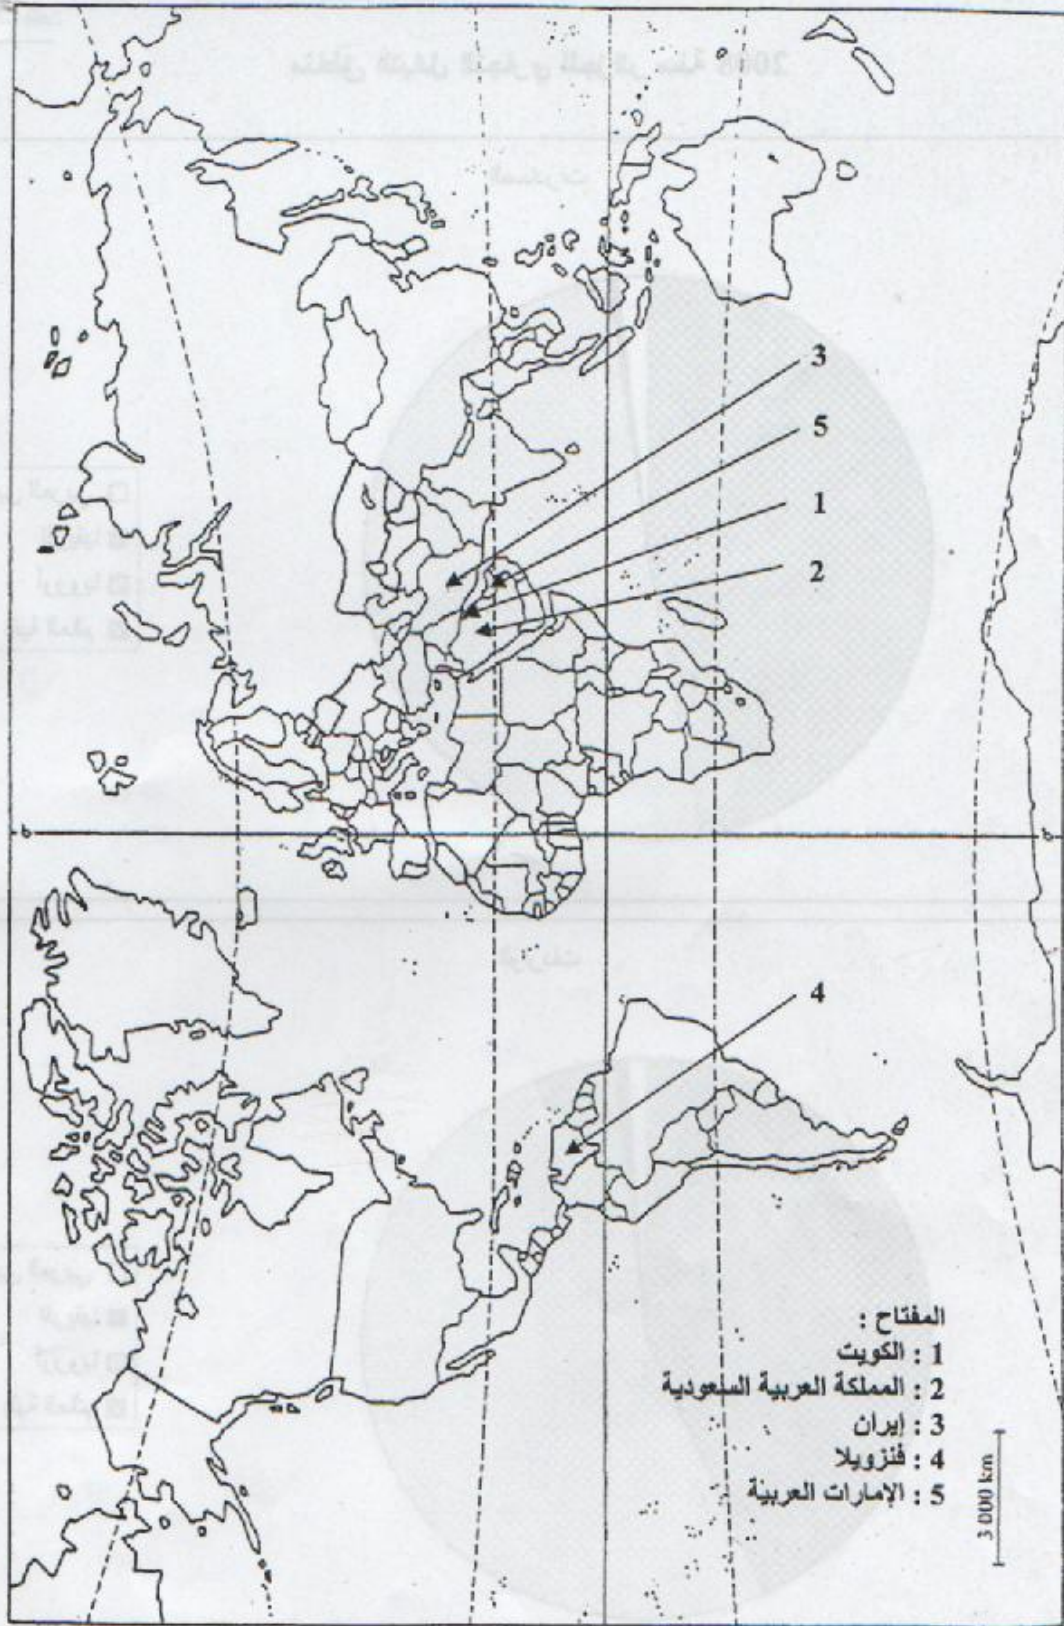 3
5
1
2
4
المفتاح :
1 : الكويت
2 : المملكة العربية السعودية
3 : إيران
4 : فنزويلا
5 : الإمارات العربية
3 000 km